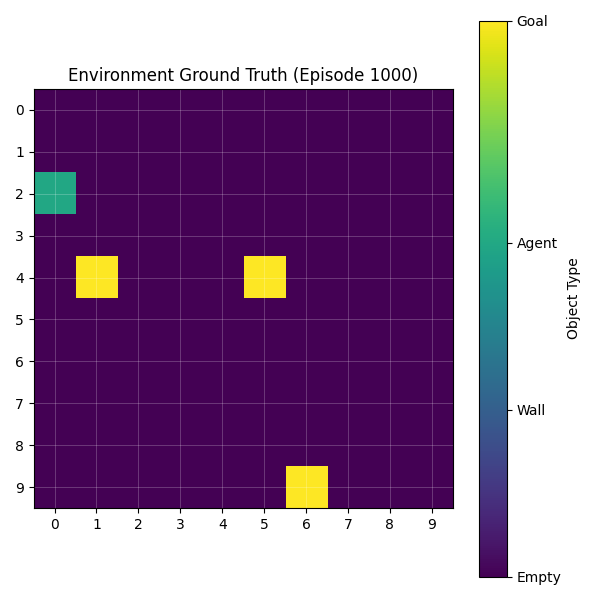 Environment Ground Truth (Episode 1000)
0
1
2
3
4
5
6
7
8
9
0 1 2 3 4 5 6 7 8 9
Goal
Agent
Wall
Empty
Object Type